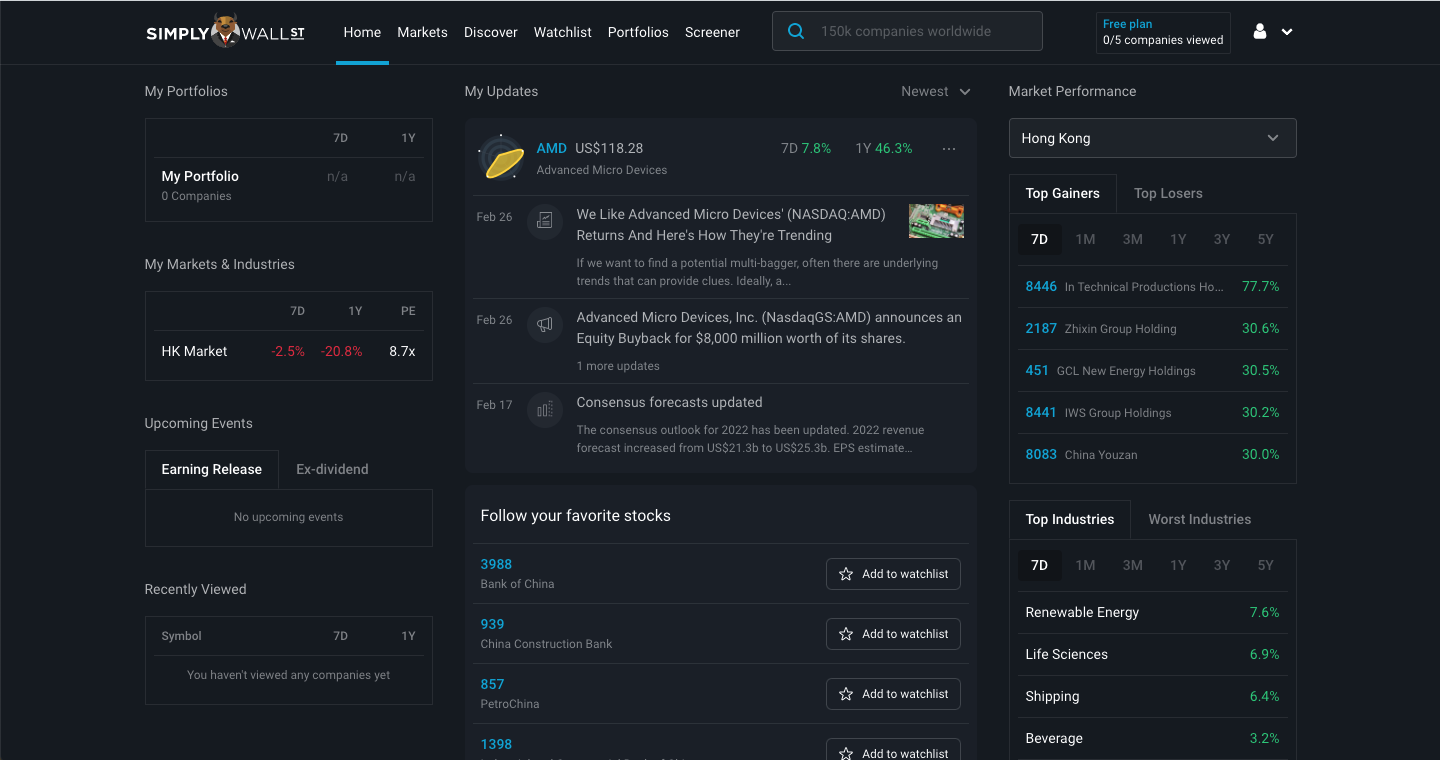 SIMPLY WALL ST
Home Markets Discover Watchlist Portfolios Screener
150k companies worldwide
Free plan
0/5 companies viewed
My Portfolios
7D 1Y
My Portfolio n/a n/a
0 Companies
My Markets & Industries
7D 1Y PE
HK Market -2.5% -20.8% 8.7x
Upcoming Events
Earning Release Ex-dividend
No upcoming events
Recently Viewed
Symbol 7D 1Y
You haven't viewed any companies yet
My Updates Newest
AMD US$118.28 7D 7.8% 1Y 46.3% ...
Advanced Micro Devices
Feb 26 We Like Advanced Micro Devices' (NASDAQ:AMD)
Returns And Here's How They're Trending
If we want to find a potential multi-bagger, often there are underlying
trends that can provide clues. Ideally, a...
Feb 26 Advanced Micro Devices, Inc. (NasdaqGS:AMD) announces an
Equity Buyback for $8,000 million worth of its shares.
1 more updates
Feb 17 Consensus forecasts updated
The consensus outlook for 2022 has been updated. 2022 revenue
forecast increased from US$21.3b to US$25.3b. EPS estimate...
Follow your favorite stocks
3988
Bank of China
Add to watchlist
939
China Construction Bank
Add to watchlist
857
PetroChina
Add to watchlist
1398
Add to watchlist
Market Performance
Hong Kong
Top Gainers Top Losers
7D 1M 3M 1Y 3Y 5Y
8446 In Technical Productions Ho... 77.7%
2187 Zhixin Group Holding 30.6%
451 GCL New Energy Holdings 30.5%
8441 IWS Group Holdings 30.2%
8083 China Youzan 30.0%
Top Industries Worst Industries
7D 1M 3M 1Y 3Y 5Y
Renewable Energy 7.6%
Life Sciences 6.9%
Shipping 6.4%
Beverage 3.2%